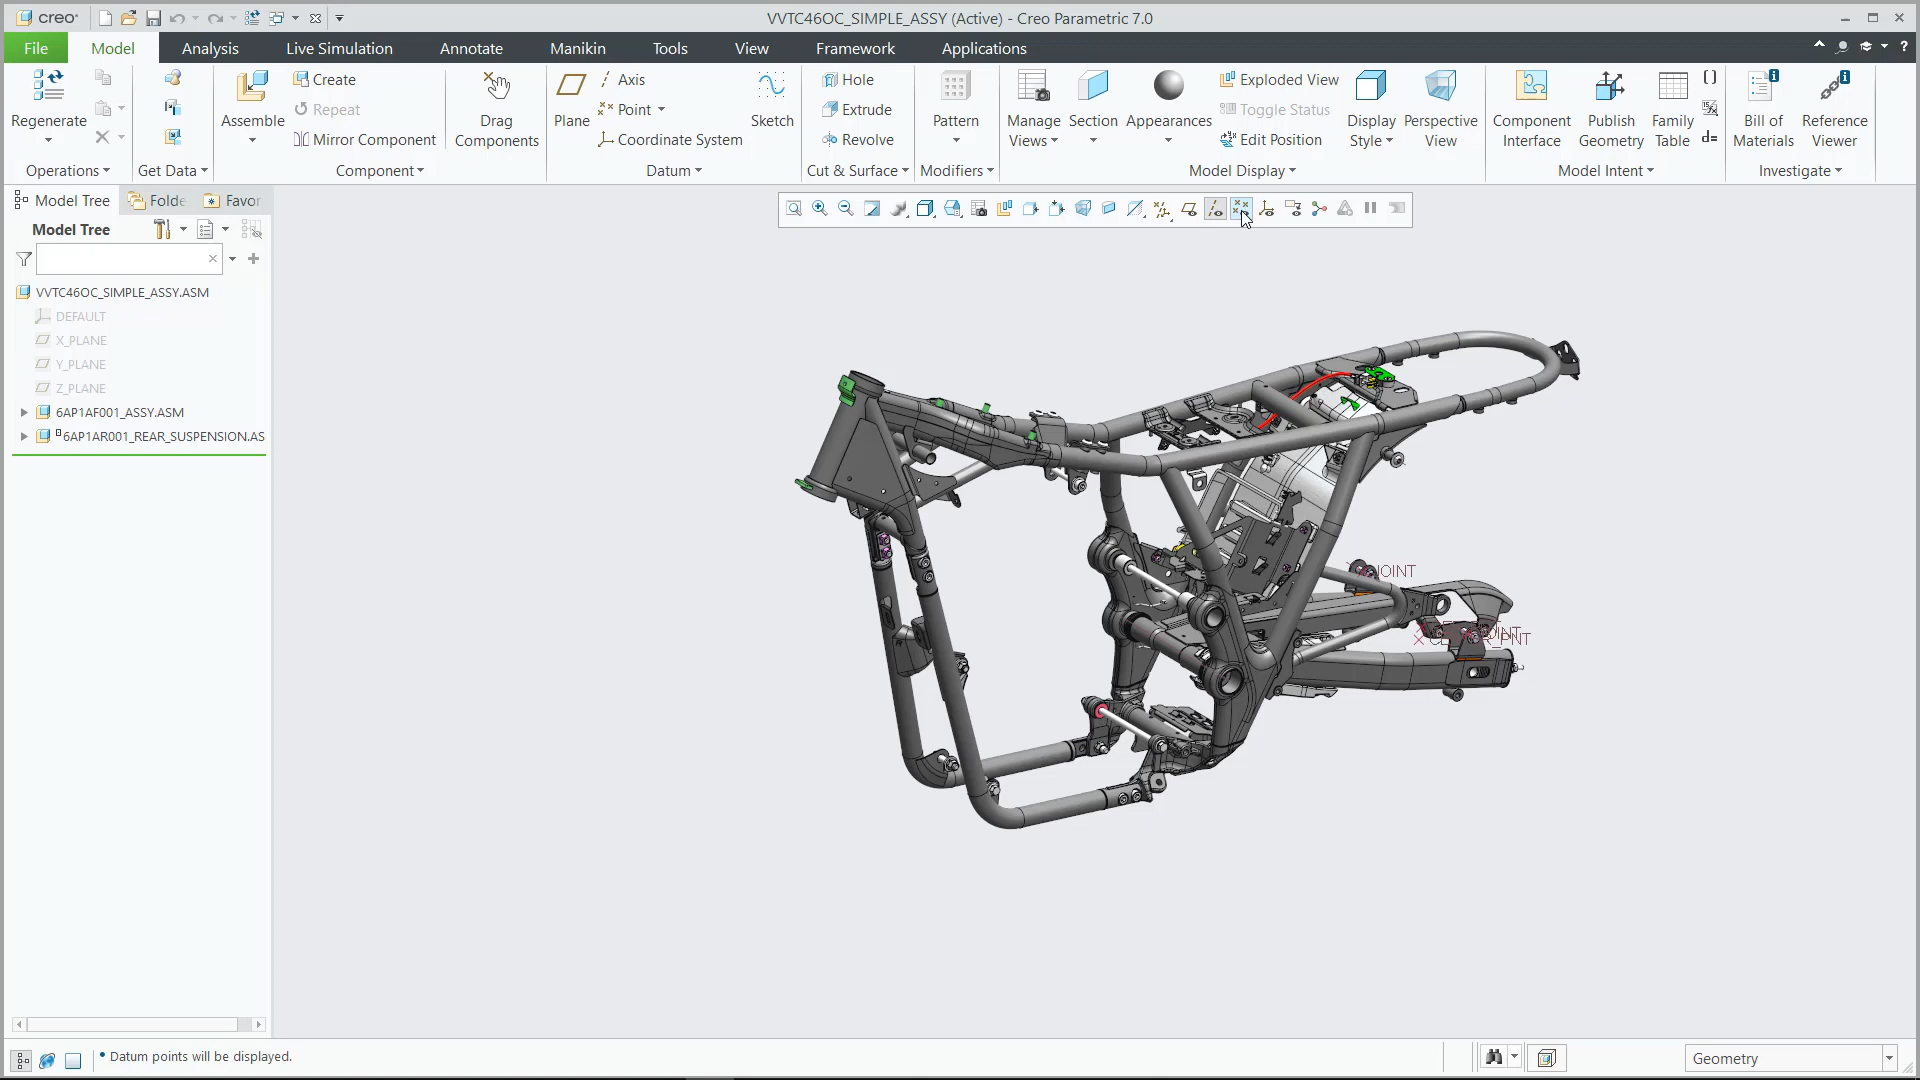 creo
VVTC46OC_SIMPLE_ASSY (Active) - Creo Parametric 7.0
File
Model
Analysis
Live Simulation
Annotate
Manikin
Tools
View
Framework
Applications
Regenerate
Operations
Get Data
Assemble
Create
Repeat
Mirror Component
Component
Drag
Components
Plane
Axis
Point
Coordinate System
Sketch
Datum
Hole
Extrude
Revolve
Cut & Surface
Pattern
Modifiers
Manage
Views
Section
Appearances
Exploded View
Toggle Status
Edit Position
Display
Style
Perspective
View
Model Display
Component
Interface
Publish
Geometry
Family
Table
Model Intent
Bill of
Materials
Reference
Viewer
Investigate
Model Tree
Folde
Favor
Model Tree
VVTC46OC_SIMPLE_ASSY.ASM
DEFAULT
X_PLANE
Y_PLANE
Z_PLANE
6AP1AF001_ASSY.ASM
6AP1AR001_REAR_SUSPENSION.AS
JOINT
Datum points will be displayed.
Geometry